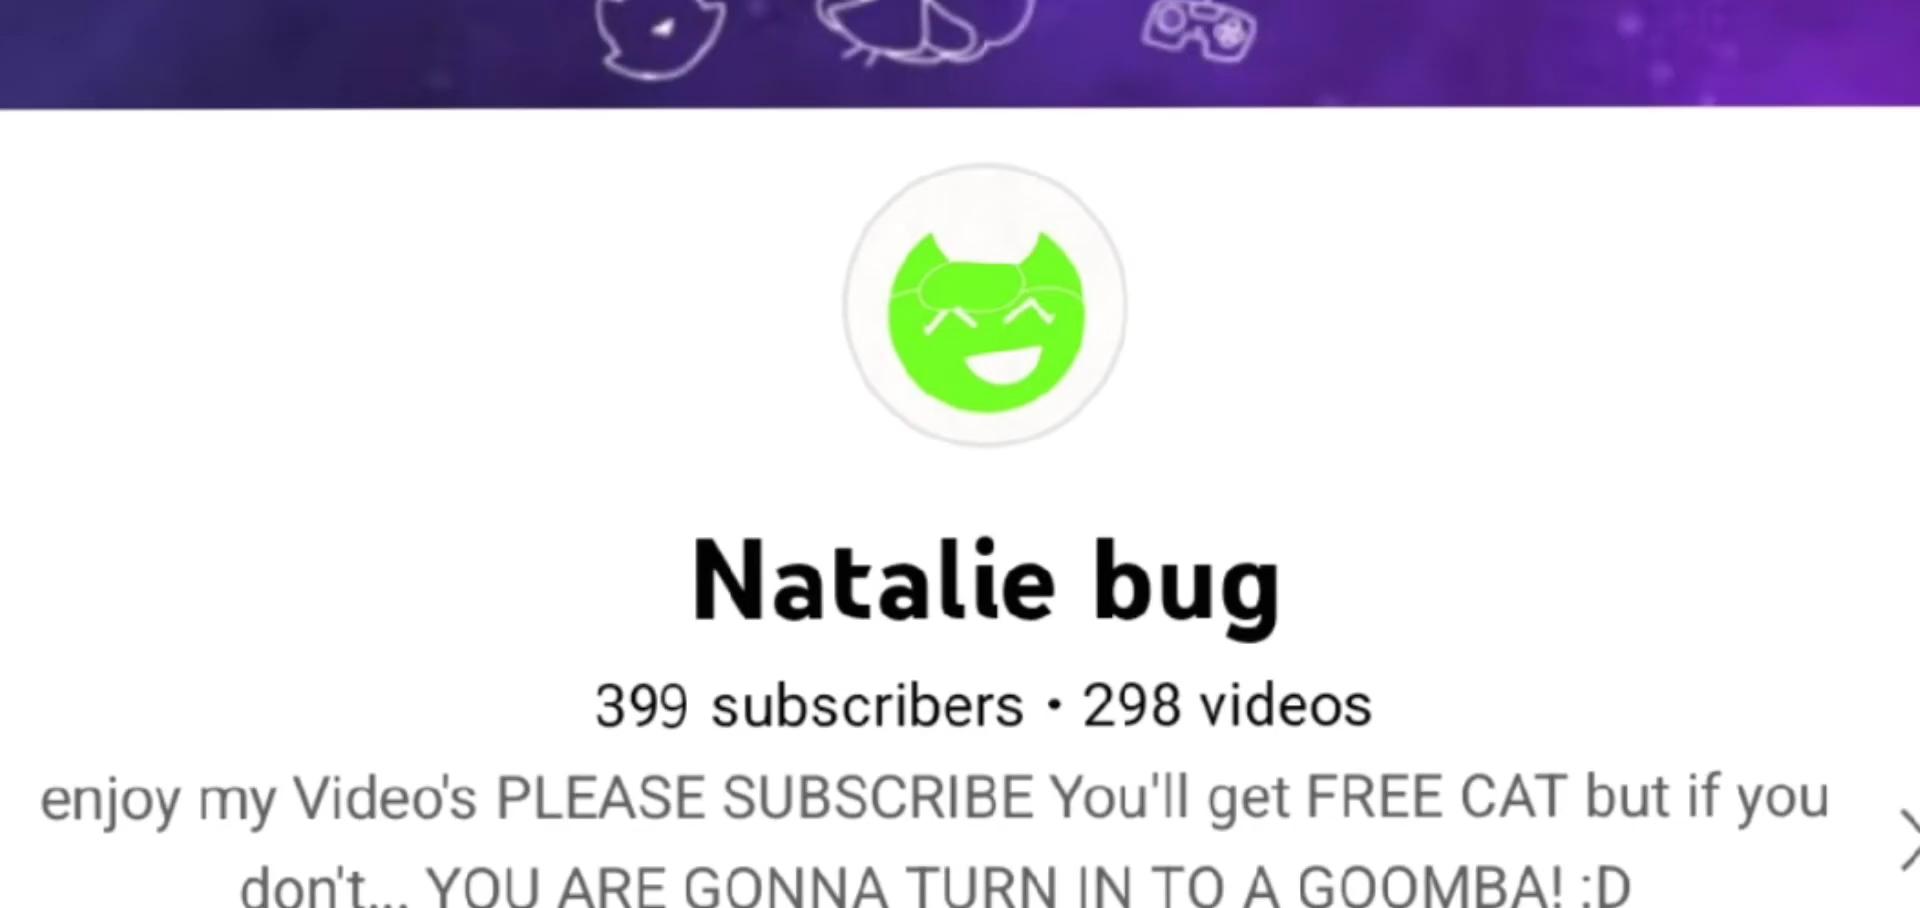 Natalie bug
399 subscribers • 298 videos
enjoy my Video's PLEASE SUBSCRIBE You'll get FREE CAT but if you
don't... YOU ARE GONNA TURN IN TO A GOOMBA! :D